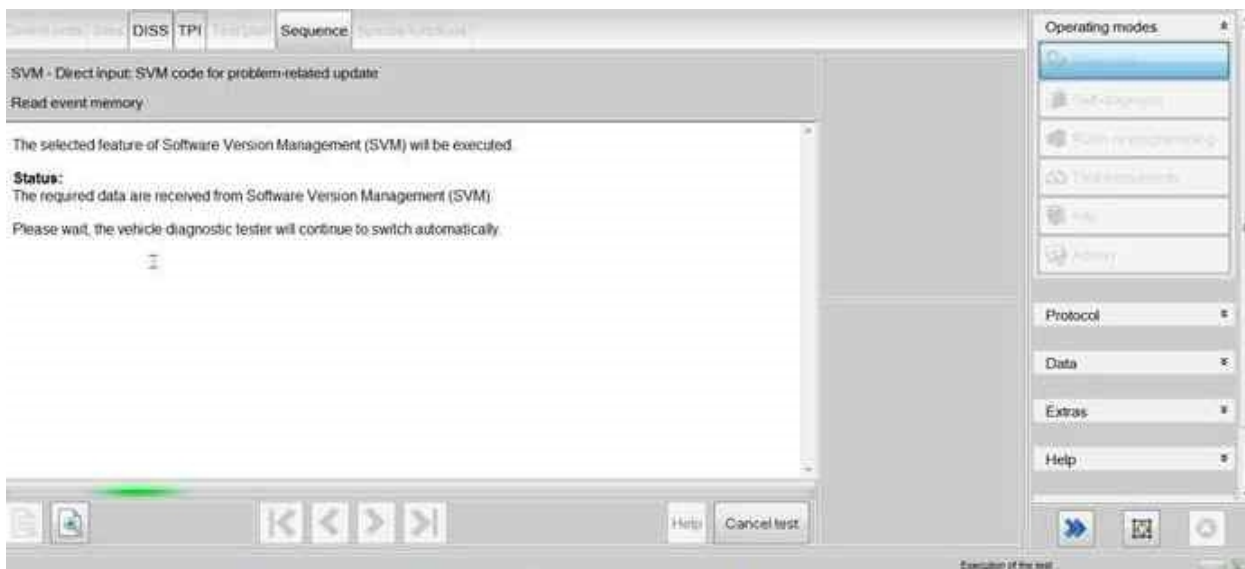 DISS TPI Sequence
Operating modes
SVM - Direct input: SVM code for problem-related update
Read event memory
The selected feature of Software Version Management (SVM) will be executed.
Status:
The required data are received from Software Version Management (SVM).
Please wait, the vehicle diagnostic tester will continue to switch automatically.
Protocol
Data
Extras
Help
Help Cancel test
Execution of the test